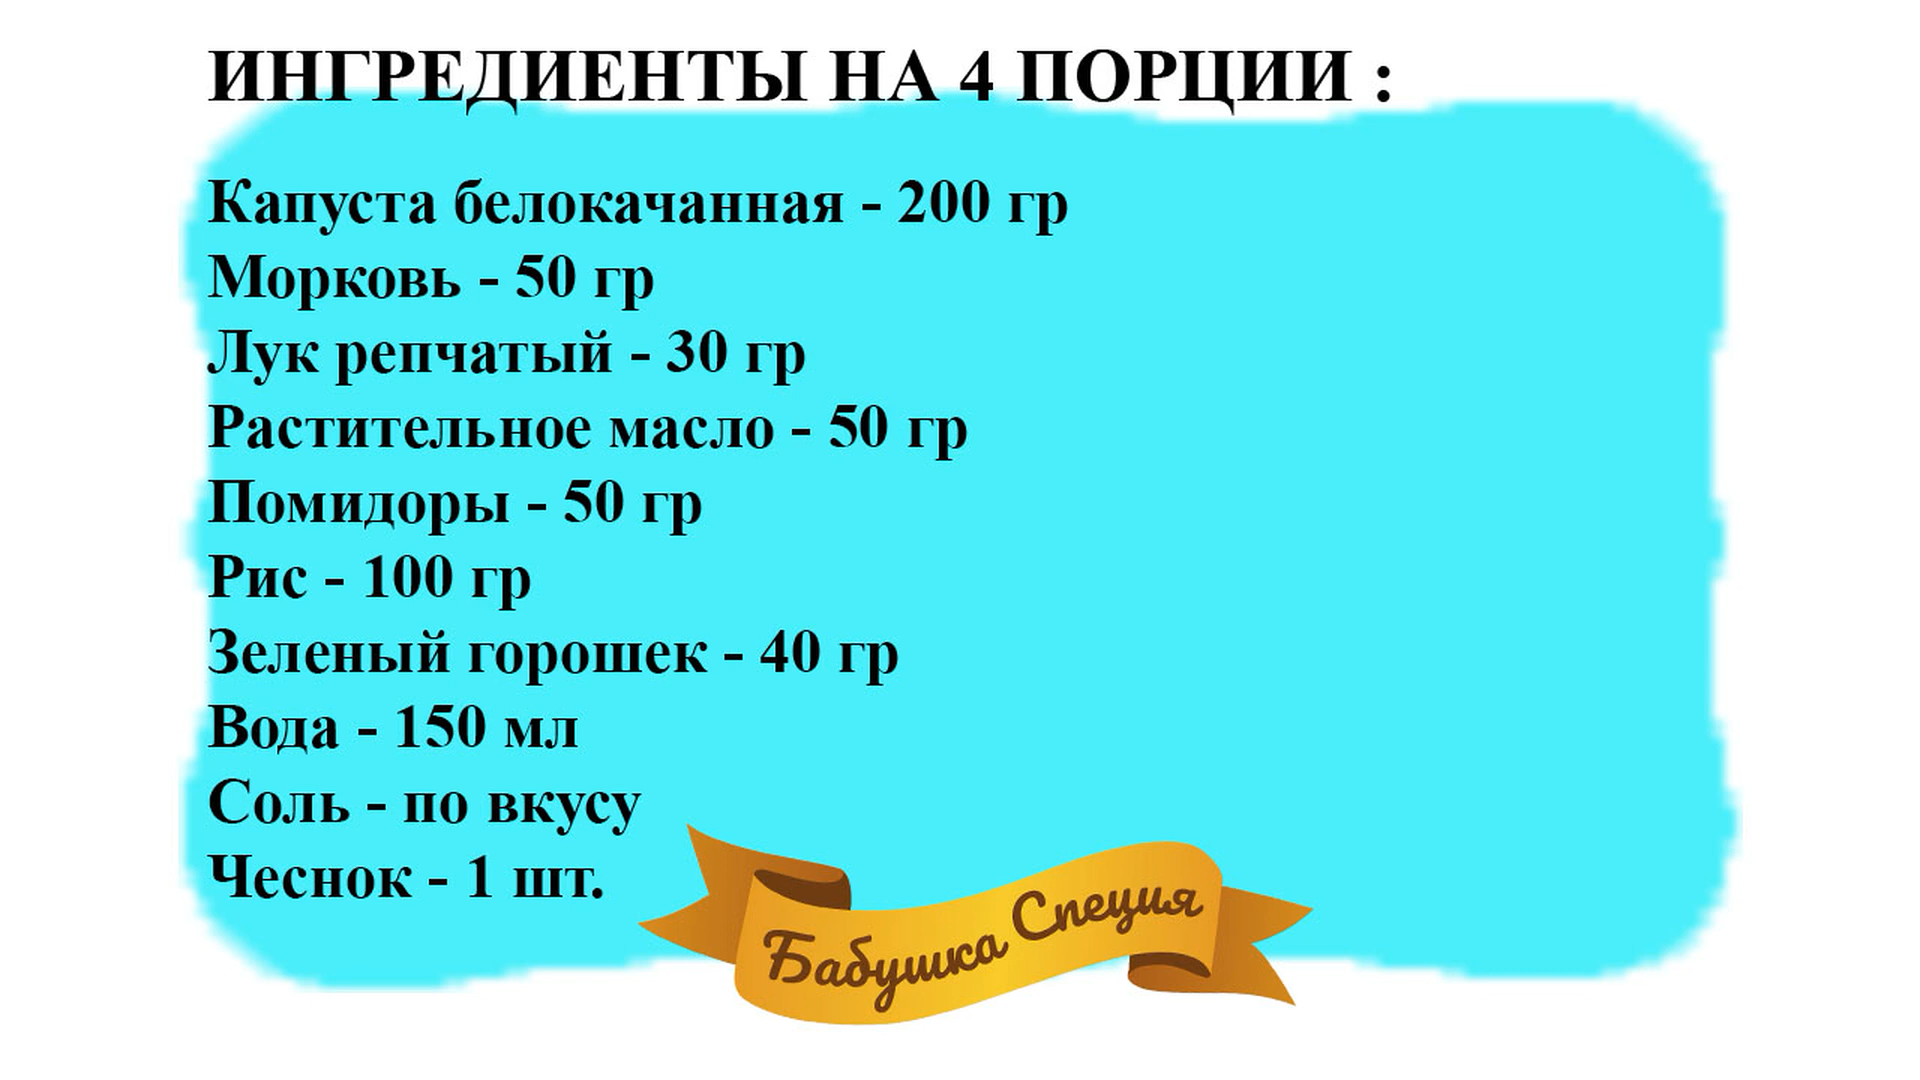 ИНГРЕДИЕНТЫ НА 4 ПОРЦИИ :
Капуста белокачанная - 200 гр
Морковь - 50 гр
Лук репчатый - 30 гр
Растительное масло - 50 гр
Помидоры - 50 гр
Рис - 100 гр
Зеленый горошек - 40 гр
Вода - 150 мл
Соль - по вкусу
Чеснок - 1 шт.
Бабушка Специя